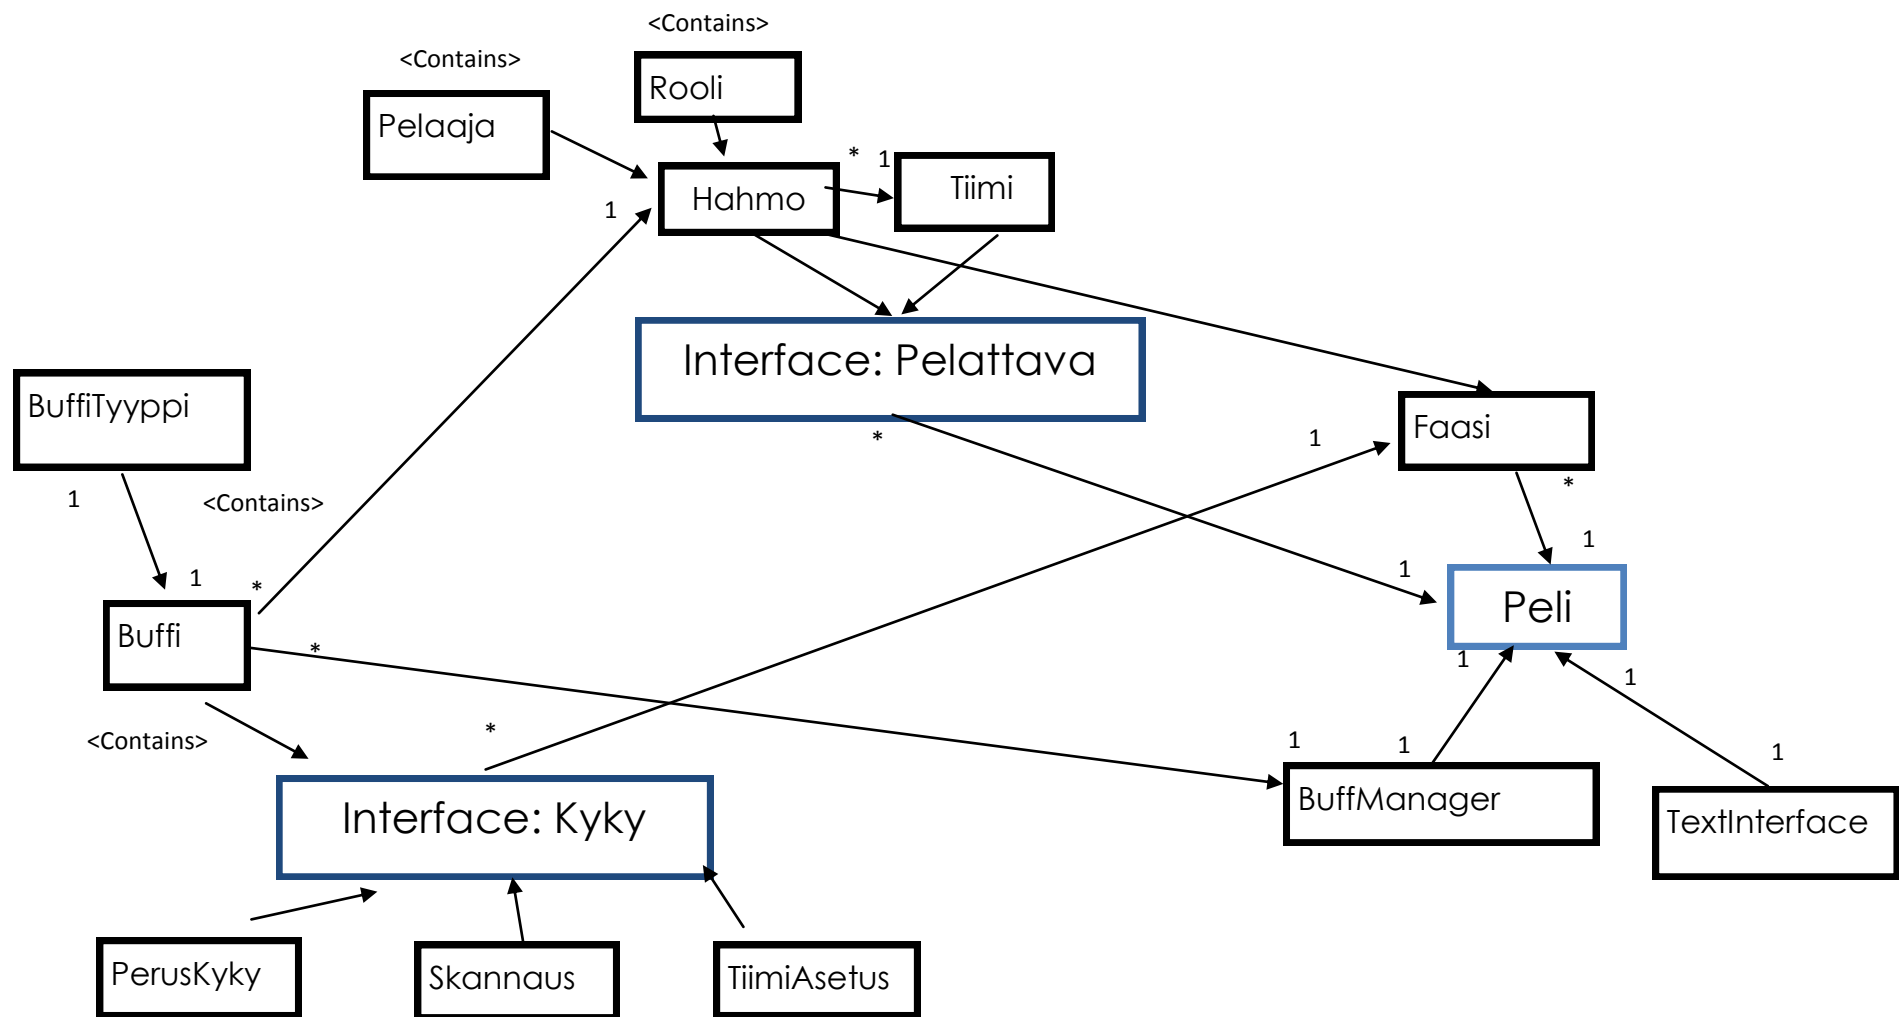 <Contains>
<Contains>
Rooli
Pelaaja
* 1
Hahmo
Tiimi
1
Interface: Pelattava
BuffiTyyppi
* 1
Faasi
1
<Contains>
*
1
1 *
1
Peli
Buffi
*
1
1
<Contains>
*
1 1 1
Interface: Kyky
BuffManager
TextInterface
PerusKyky
Skannaus
TiimiAsetus